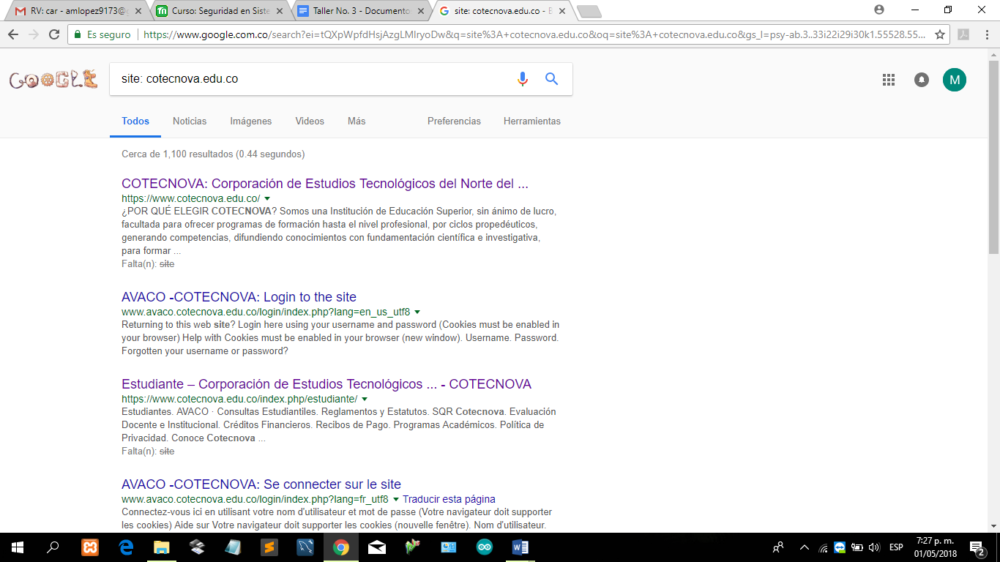 RV: car - amlopez9173@g
Curso: Seguridad en Siste
Taller No. 3 - Documento
site: cotecnova.edu.co - B
Es seguro
https://www.google.com.co/search?ei=tQXpWpfdHsjAzgLMlryoDw&q=site%3A+cotecnova.edu.co&oq=site%3A+cotecnova.edu.co&gs_l=psy-ab.3..33i22i29i30k1.55528.55...
GOOGLE
site: cotecnova.edu.co
M
Todos Noticias Imágenes Videos Más Preferencias Herramientas
Cerca de 1,100 resultados (0.44 segundos)
COTECNOVA: Corporación de Estudios Tecnológicos del Norte del ...
https://www.cotecnova.edu.co/
¿POR QUÉ ELEGIR COTECNOVA? Somos una Institución de Educación Superior, sin ánimo de lucro,
facultada para ofrecer programas de formación hasta el nivel profesional, por ciclos propedéuticos,
generando competencias, difundiendo conocimientos con fundamentación científica e investigativa,
para formar ...
Falta(n): site
AVACO -COTECNOVA: Login to the site
www.avaco.cotecnova.edu.co/login/index.php?lang=en_us_utf8
Returning to this web site? Login here using your username and password (Cookies must be enabled in
your browser) Help with Cookies must be enabled in your browser (new window). Username. Password.
Forgotten your username or password?
Estudiante – Corporación de Estudios Tecnológicos ... - COTECNOVA
https://www.cotecnova.edu.co/index.php/estudiante/
Estudiantes. AVACO · Consultas Estudiantiles. Reglamentos y Estatutos. SQR Cotecnova. Evaluación
Docente e Institucional. Créditos Financieros. Recibos de Pago. Programas Académicos. Política de
Privacidad. Conoce Cotecnova ...
Falta(n): site
AVACO -COTECNOVA: Se connecter sur le site
www.avaco.cotecnova.edu.co/login/index.php?lang=fr_utf8 Traducir esta página
Connectez-vous ici en utilisant votre nom d'utilisateur et mot de passe (Votre navigateur doit supporter
les cookies) Aide sur Votre navigateur doit supporter les cookies (nouvelle fenêtre). Nom d'utilisateur.
ESP
7:27 p. m.
01/05/2018
2